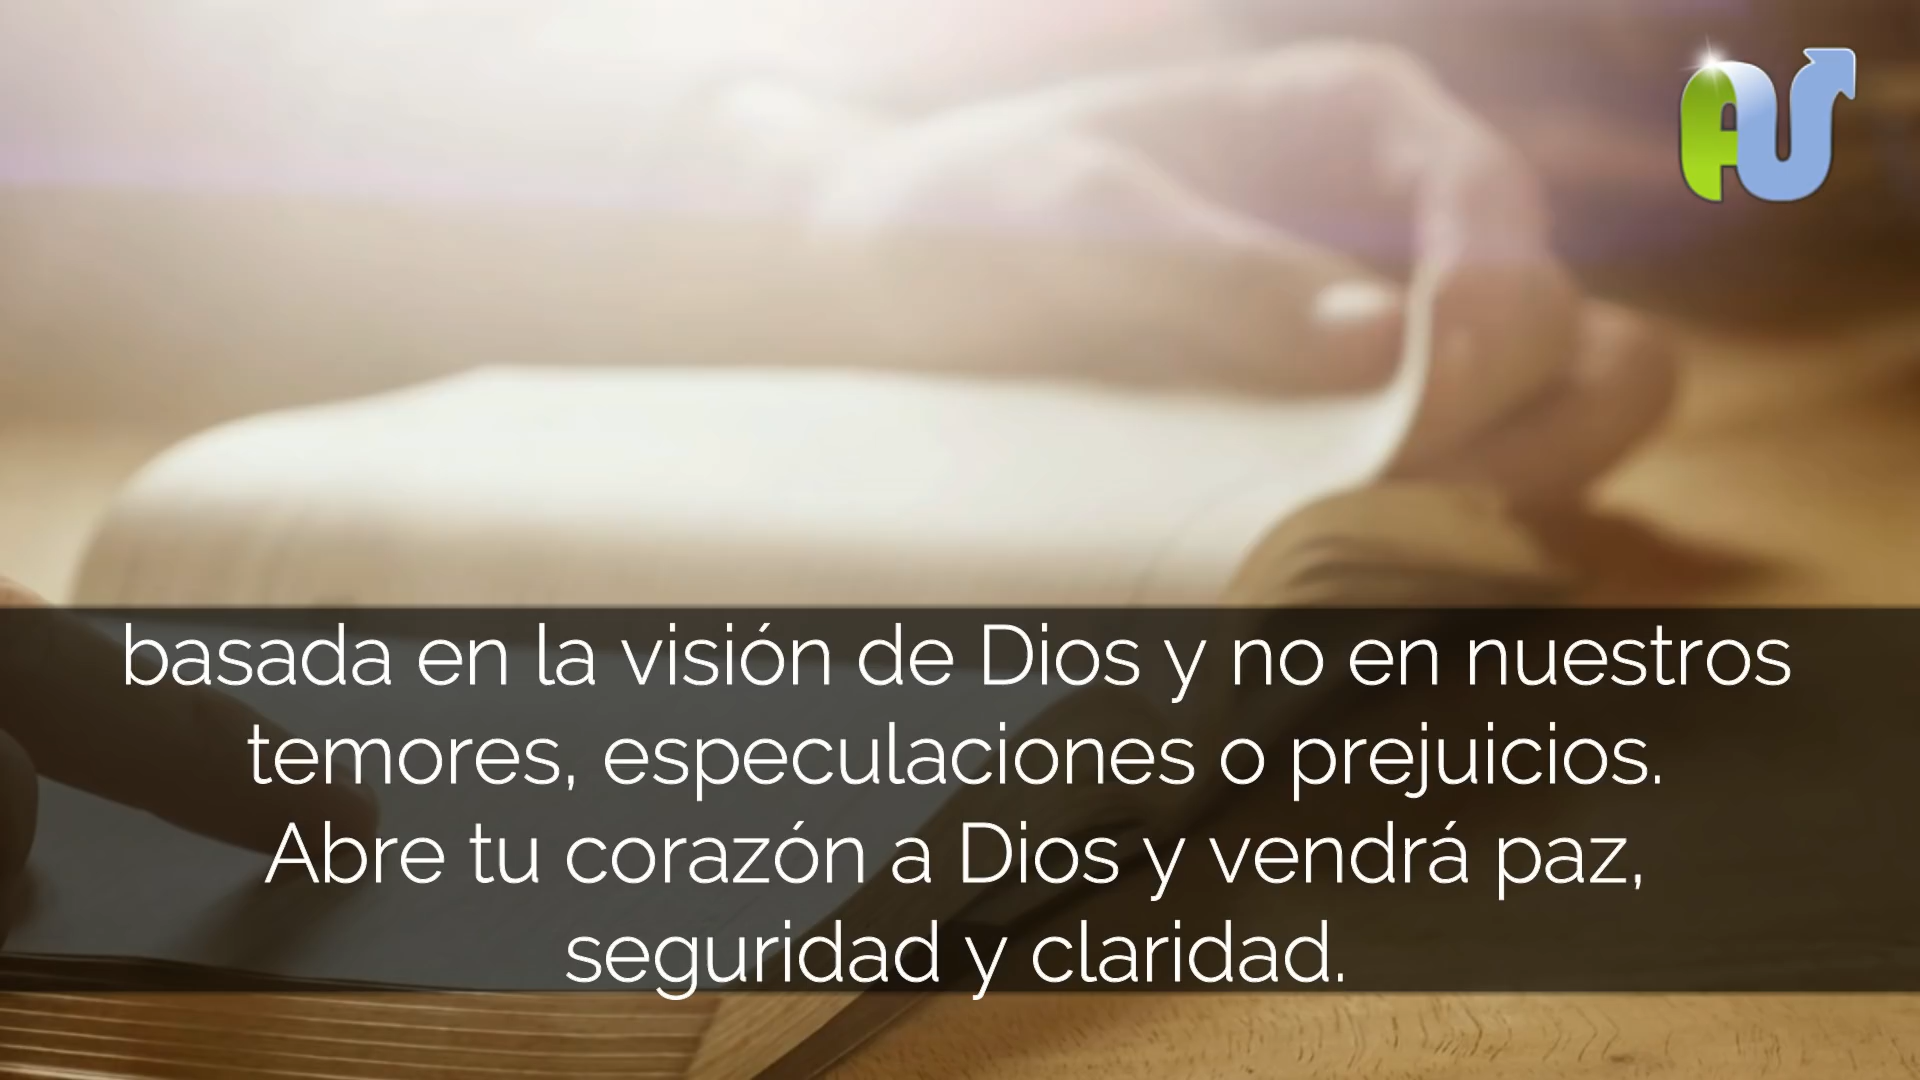 AU
basada en la visión de Dios y no en nuestros
temores, especulaciones o prejuicios.
Abre tu corazón a Dios y vendrá paz,
seguridad y claridad.